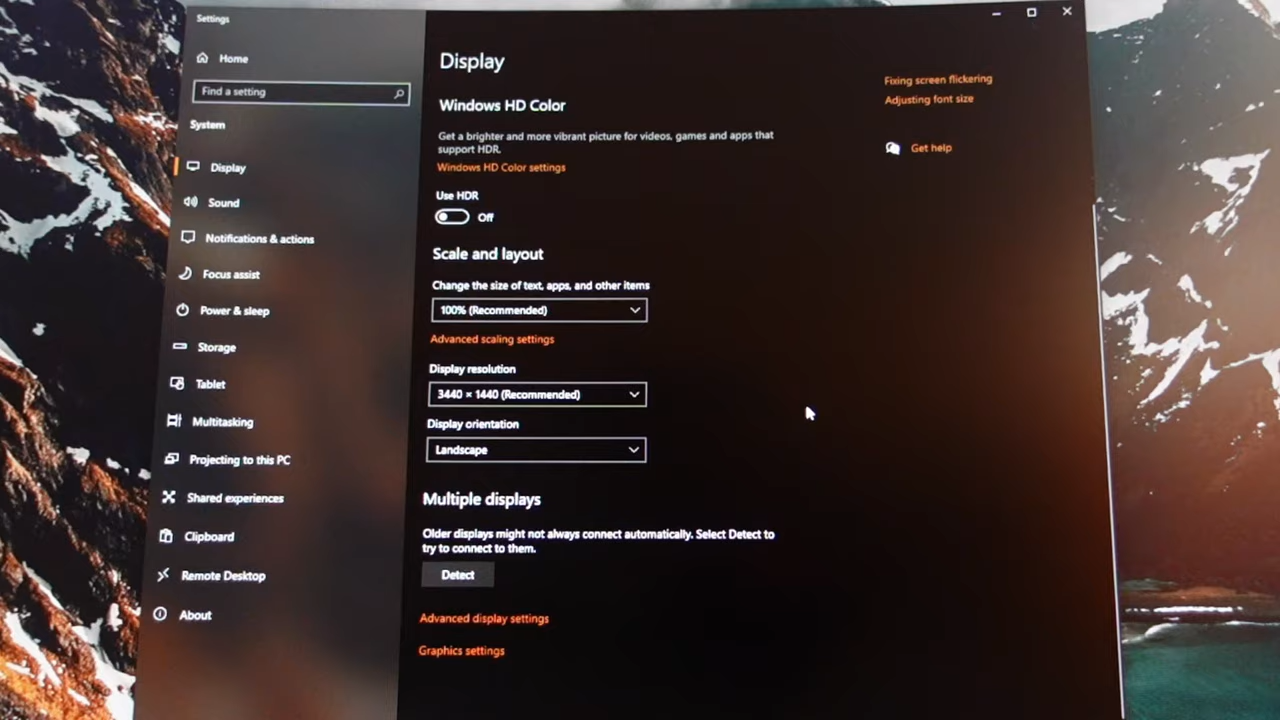 Settings
Home
Find a setting
System
Display
Sound
Notifications & actions
Focus assist
Power & sleep
Storage
Tablet
Multitasking
Projecting to this PC
Shared experiences
Clipboard
Remote Desktop
About
Display
Windows HD Color
Get a brighter and more vibrant picture for videos, games and apps that
support HDR.
Windows HD Color settings
Use HDR
Off
Scale and layout
Change the size of text, apps, and other items
100% (Recommended)
Advanced scaling settings
Display resolution
3440 × 1440 (Recommended)
Display orientation
Landscape
Multiple displays
Older displays might not always connect automatically. Select Detect to
try to connect to them.
Detect
Advanced display settings
Graphics settings
Fixing screen flickering
Adjusting font size
Get help